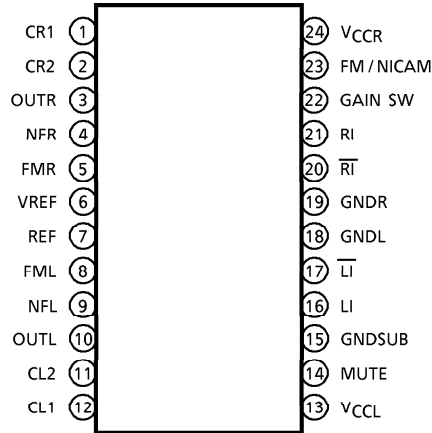 CR1 1 24 VCCR
CR2 2 23 FM / NICAM
OUTR 3 22 GAIN SW
NFR 4 21 RI
FMR 5 20 R̅I̅
VREF 6 19 GNDR
REF 7 18 GNDL
FML 8 17 L̅I̅
NFL 9 16 LI
OUTL 10 15 GNDSUB
CL2 11 14 MUTE
CL1 12 13 VCCL